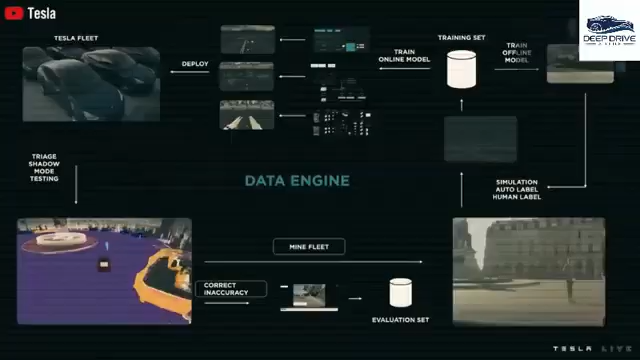 Tesla
DEEP DRIVE
TESLA FLEET
DEPLOY
TRAIN
ONLINE MODEL
TRAINING SET
TRAIN
OFFLINE
MODEL
TRIAGE
SHADOW
MODE
TESTING
DATA ENGINE
SIMULATION
AUTO LABEL
HUMAN LABEL
MINE FLEET
CORRECT
INACCURACY
EVALUATION SET
TESLA LIVE